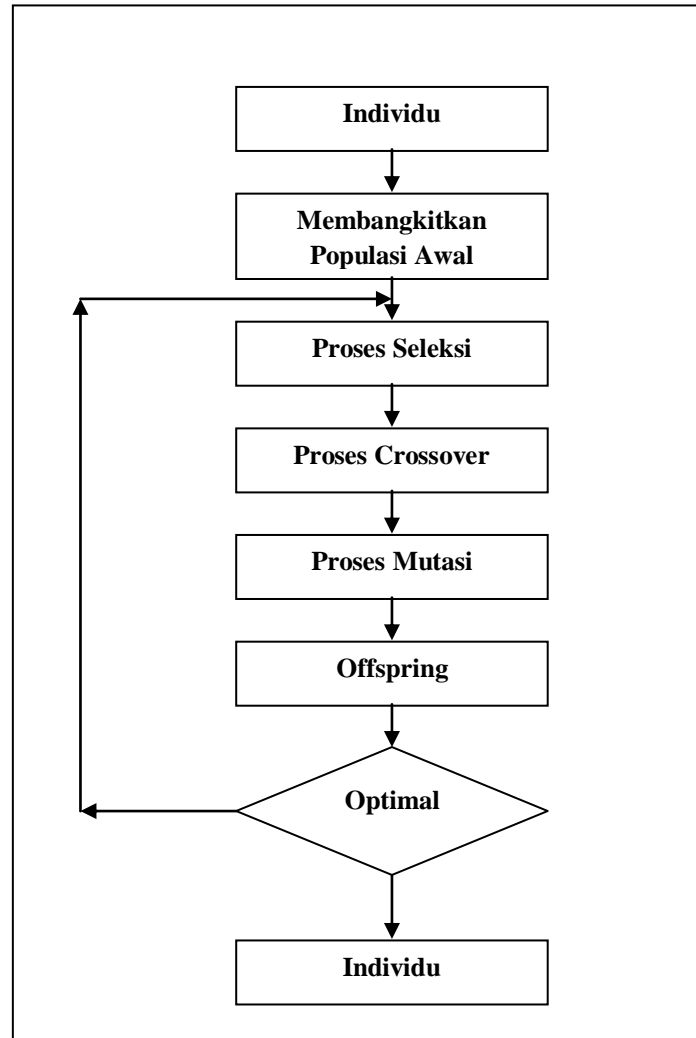 Individu
Membangkitkan
Populasi Awal
Proses Seleksi
Proses Crossover
Proses Mutasi
Offspring
Optimal
Individu